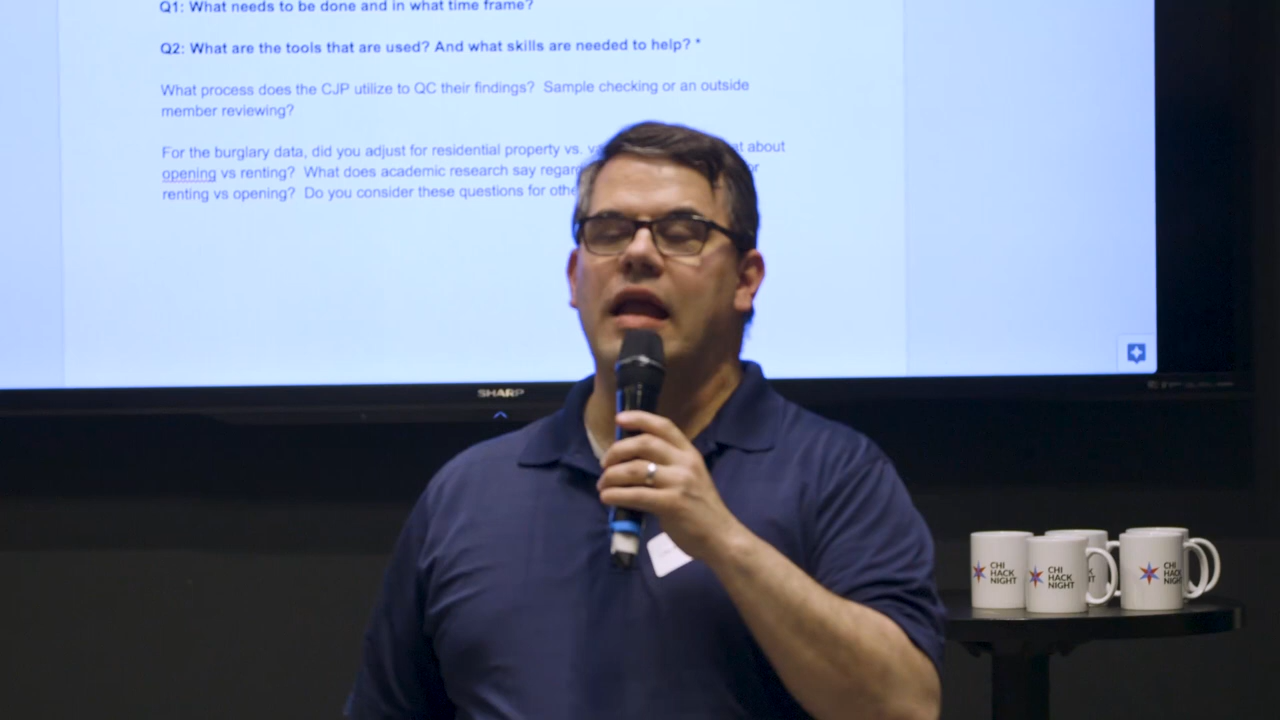 Q1: What needs to be done and in what time frame?
Q2: What are the tools that are used? And what skills are needed to help? *
What process does the CJP utilize to QC their findings? Sample checking or an outside
member reviewing?
For the burglary data, did you adjust for residential property vs. at about
opening vs renting? What does academic research say
renting vs opening? Do you consider these questions for
SHARP
CHI
HACK
NIGHT
CHI
HACK
NIGHT
CHI
HACK
NIGHT